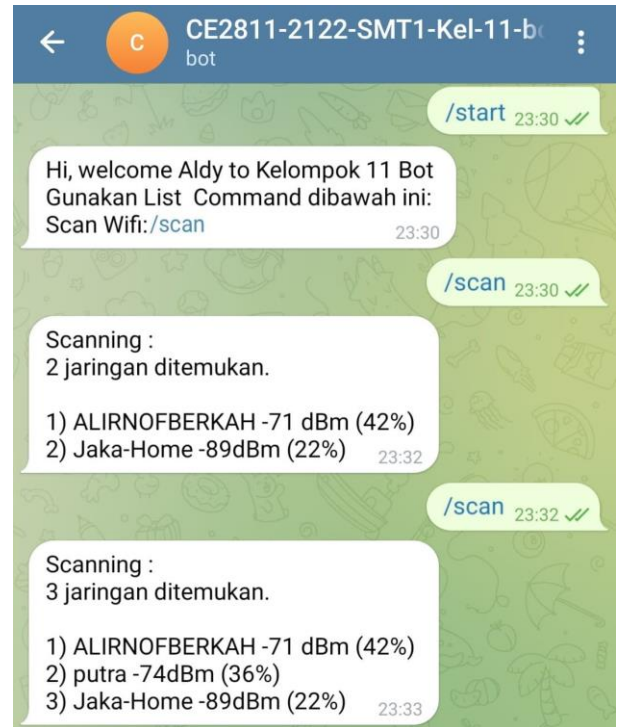 CE2811-2122-SMT1-Kel-11-b
C
bot
/start 23:30
Hi, welcome Aldy to Kelompok 11 Bot
Gunakan List Command dibawah ini:
Scan Wifi:/scan
23:30
/scan 23:30
Scanning :
2 jaringan ditemukan.
1) ALIRNOFBERKAH -71 dBm (42%)
2) Jaka-Home -89dBm (22%)
23:32
/scan 23:32
Scanning :
3 jaringan ditemukan.
1) ALIRNOFBERKAH -71 dBm (42%)
2) putra -74dBm (36%)
3) Jaka-Home -89dBm (22%)
23:33